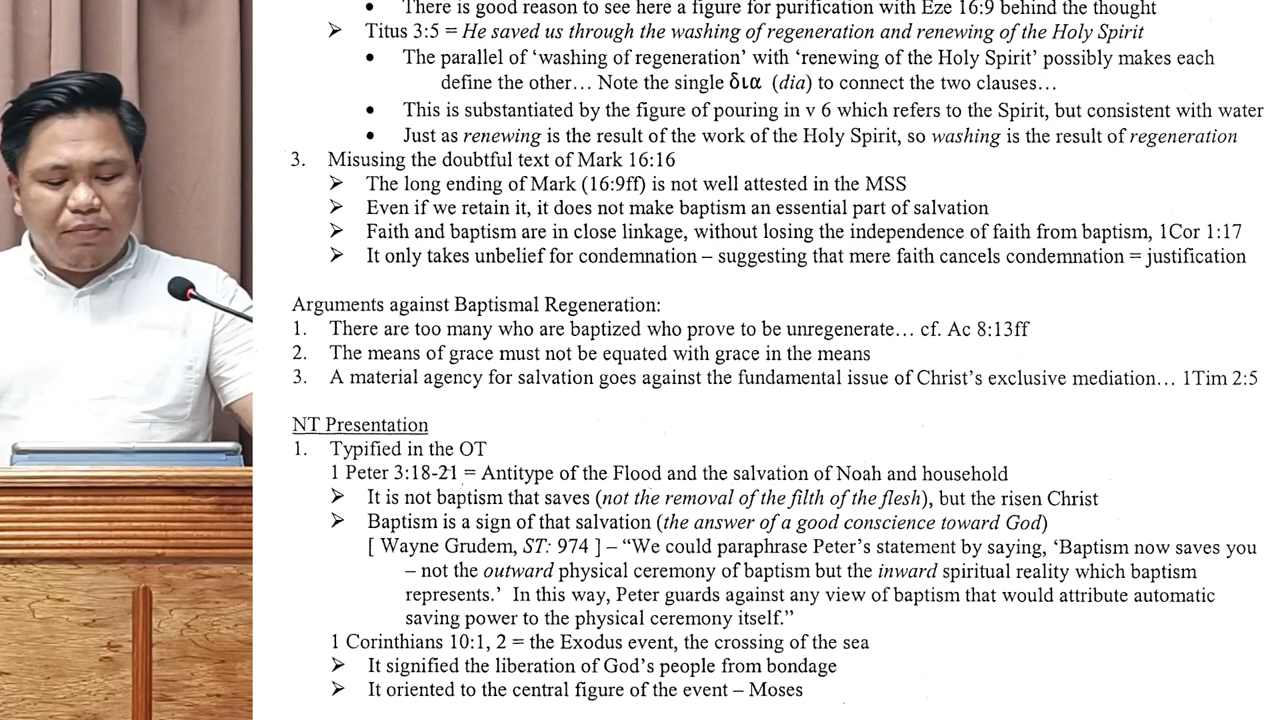 • There is good reason to see here a figure for purification with Eze 16:9 behind the thought
➢ Titus 3:5 = He saved us through the washing of regeneration and renewing of the Holy Spirit
• The parallel of ‘washing of regeneration’ with ‘renewing of the Holy Spirit’ possibly makes each
define the other… Note the single δια (dia) to connect the two clauses…
• This is substantiated by the figure of pouring in v 6 which refers to the Spirit, but consistent with water
• Just as renewing is the result of the work of the Holy Spirit, so washing is the result of regeneration
3. Misusing the doubtful text of Mark 16:16
➢ The long ending of Mark (16:9ff) is not well attested in the MSS
➢ Even if we retain it, it does not make baptism an essential part of salvation
➢ Faith and baptism are in close linkage, without losing the independence of faith from baptism, 1Cor 1:17
➢ It only takes unbelief for condemnation – suggesting that mere faith cancels condemnation = justification
Arguments against Baptismal Regeneration:
1. There are too many who are baptized who prove to be unregenerate… cf. Ac 8:13ff
2. The means of grace must not be equated with grace in the means
3. A material agency for salvation goes against the fundamental issue of Christ’s exclusive mediation… 1Tim 2:5
NT Presentation
1. Typified in the OT
1 Peter 3:18-21 = Antitype of the Flood and the salvation of Noah and household
➢ It is not baptism that saves (not the removal of the filth of the flesh), but the risen Christ
➢ Baptism is a sign of that salvation (the answer of a good conscience toward God)
[ Wayne Grudem, ST: 974 ] – “We could paraphrase Peter’s statement by saying, ‘Baptism now saves you
– not the outward physical ceremony of baptism but the inward spiritual reality which baptism
represents.’ In this way, Peter guards against any view of baptism that would attribute automatic
saving power to the physical ceremony itself.”
1 Corinthians 10:1, 2 = the Exodus event, the crossing of the sea
➢ It signified the liberation of God’s people from bondage
➢ It oriented to the central figure of the event – Moses